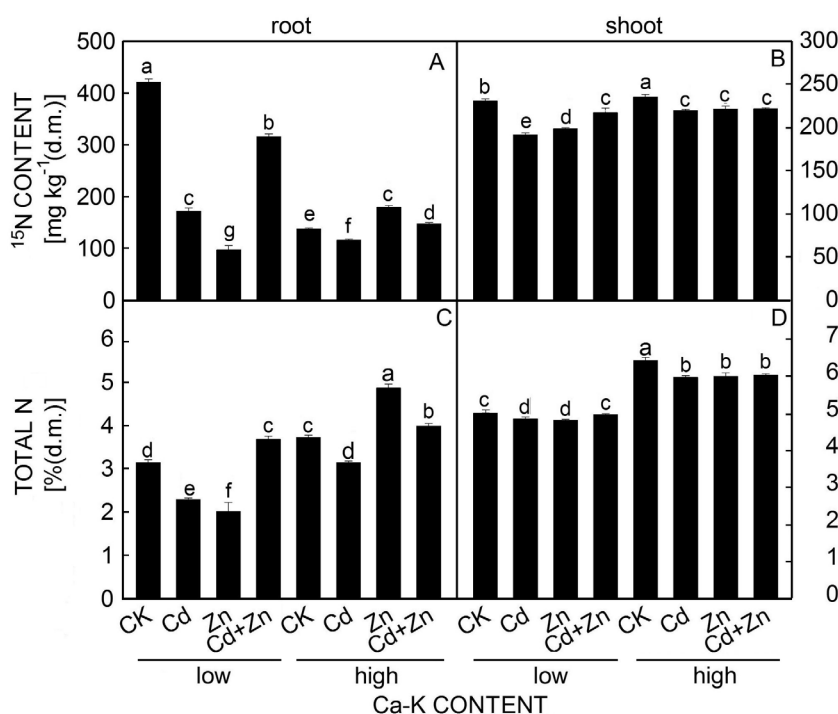 root shoot
500 A B 300
400 250
300 200
200 150
100 100
0 50
0
¹⁵N CONTENT
[mg kg⁻¹(d.m.)]
a c g b e f c d
b e d c a c c c
C D
6 7
5 6
4 5
3 4
2 3
1 2
0 1
0
TOTAL N
[%(d.m.)]
d e f c c d a b
c d d c a b b b
CK Cd Zn Cd+Zn CK Cd Zn Cd+Zn CK Cd Zn Cd+Zn CK Cd Zn Cd+Zn
low high low high
Ca-K CONTENT